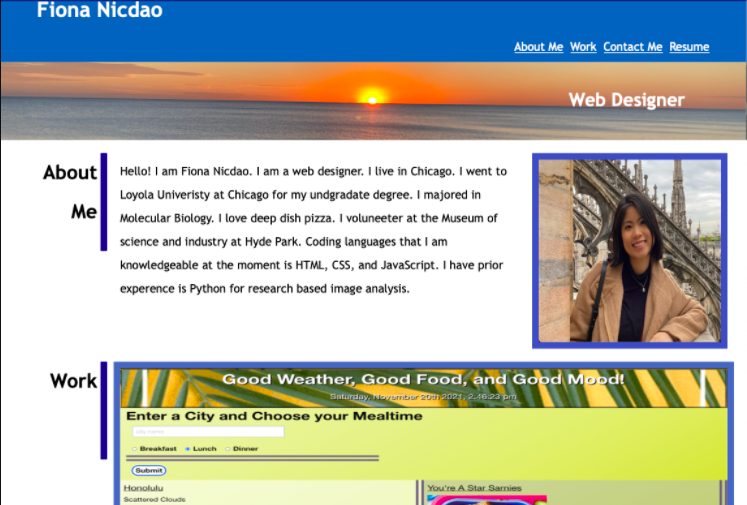 Fiona Nicdao
About Me Work Contact Me Resume
Web Designer
About
Me
Hello! I am Fiona Nicdao. I am a web designer. I live in Chicago. I went to
Loyola Univeristy at Chicago for my undgradate degree. I majored in
Molecular Biology. I love deep dish pizza. I voluneeter at the Museum of
science and industry at Hyde Park. Coding languages that I am
knowledgeable at the moment is HTML, CSS, and JavaScript. I have prior
experence is Python for research based image analysis.
Work
Good Weather, Good Food, and Good Mood!
Saturday, November 20th 2021, 2:46:23 pm
Enter a City and Choose your Mealtime
city name
Breakfast Lunch Dinner
Submit
Honolulu
Scattered Clouds
You're A Star Sarnies